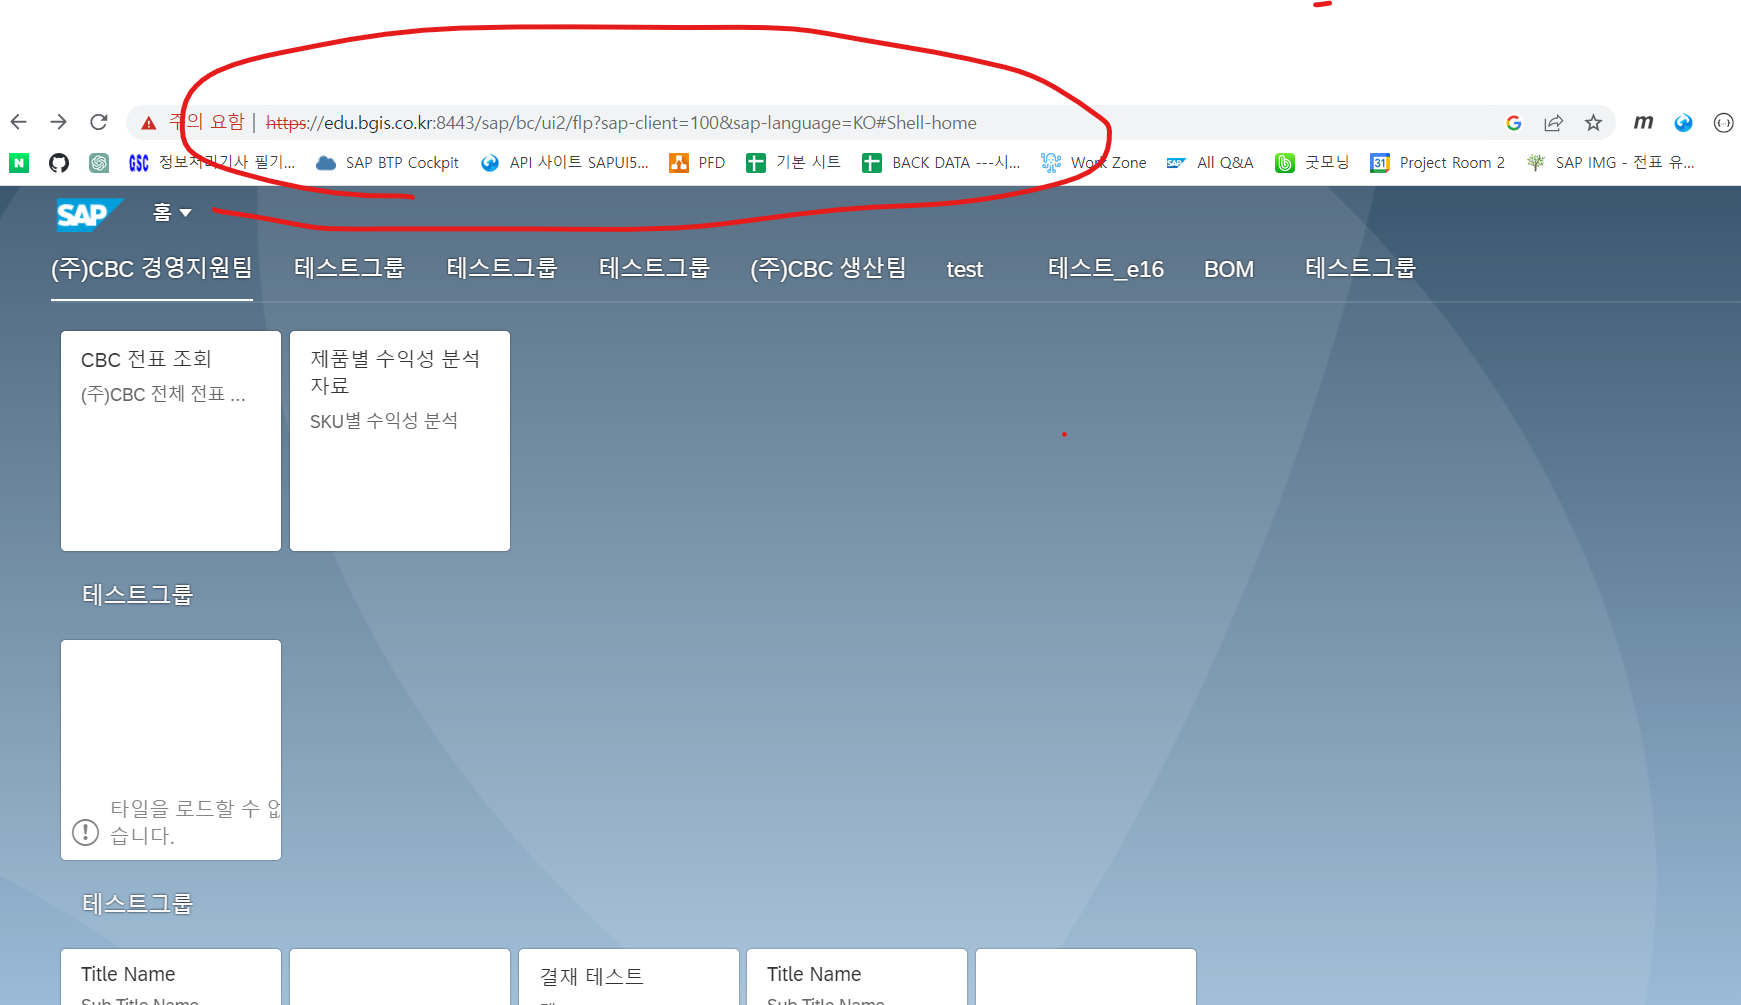 주의 요함 | https://edu.bgis.co.kr:8443/sap/bc/ui2/flp?sap-client=100&sap-language=KO#Shell-home
정보처리기사 필기... SAP BTP Cockpit API 사이트 SAPUI5... PFD 기본 시트 BACK DATA ---시... Work Zone All Q&A 굿모닝 Project Room 2 SAP IMG - 전표 유...
SAP 홈
(주)CBC 경영지원팀 테스트그룹 테스트그룹 테스트그룹 (주)CBC 생산팀 test 테스트_e16 BOM 테스트그룹
CBC 전표 조회
(주)CBC 전체 전표 ...
제품별 수익성 분석
자료
SKU별 수익성 분석
테스트그룹
타일을 로드할 수 없
습니다.
테스트그룹
Title Name
Sub Title Name
결재 테스트
Title Name
Sub Title Name